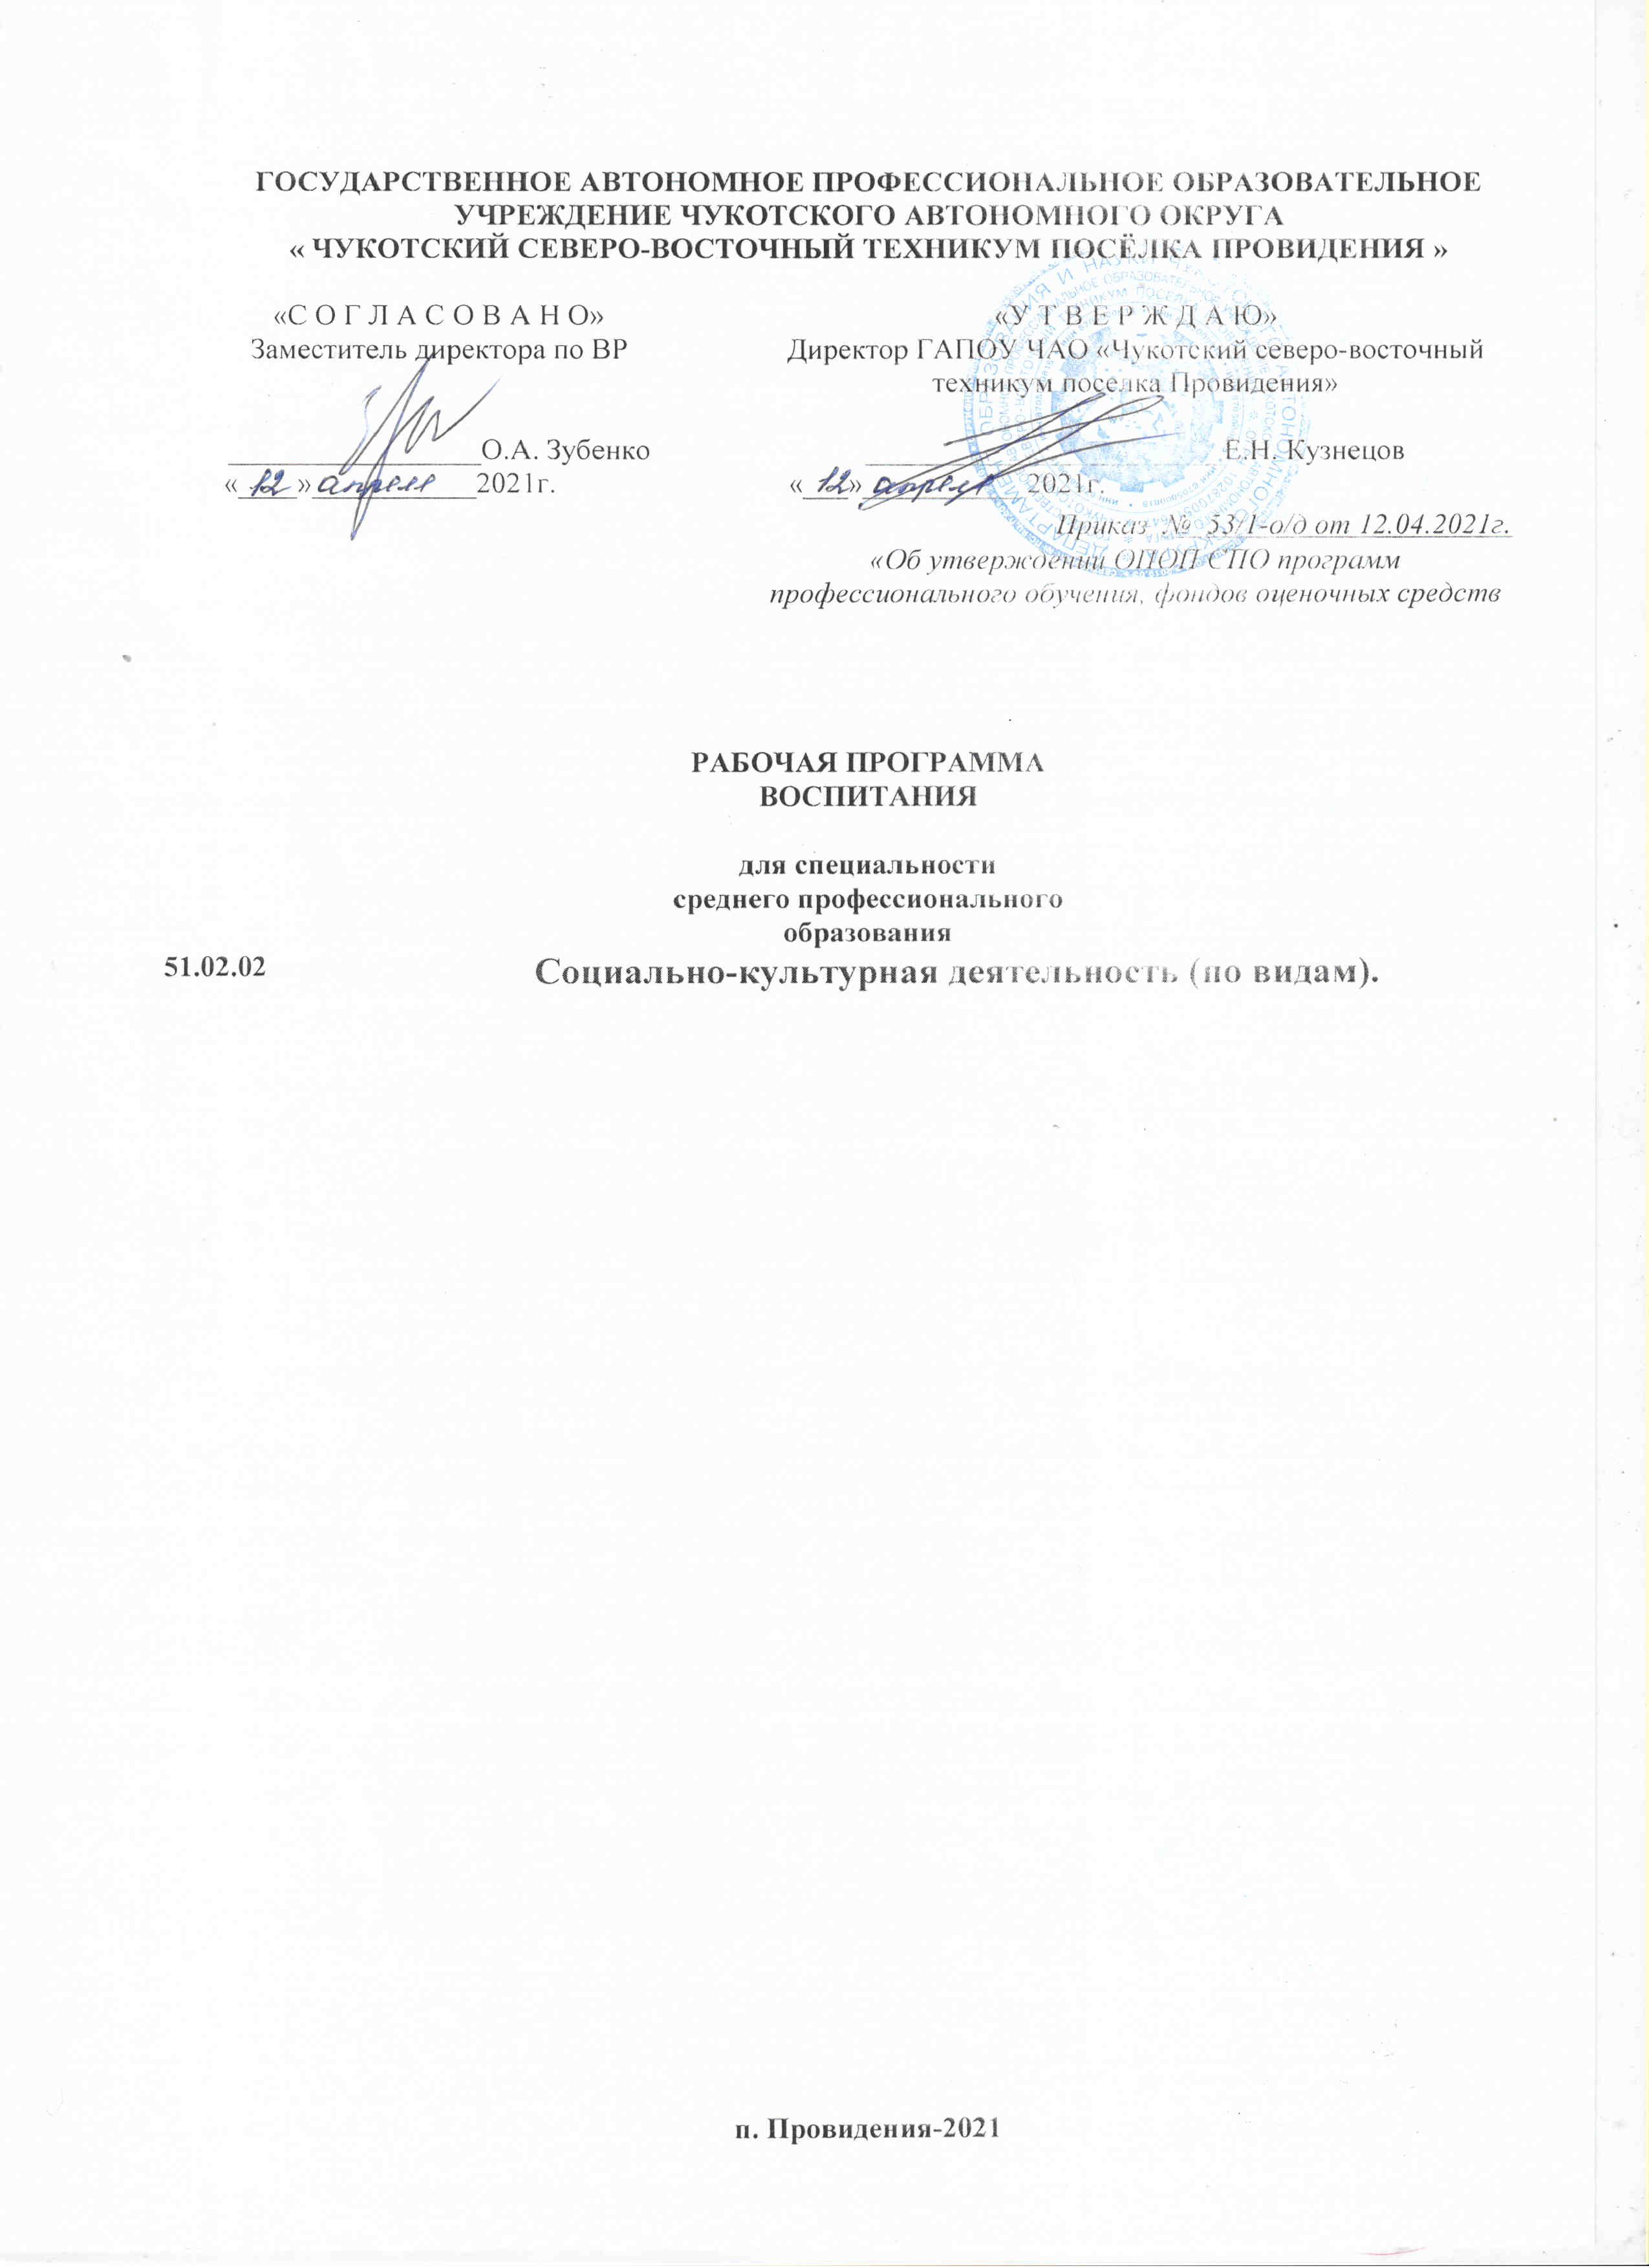 ГОСУДАРСТВЕННОЕ АВТОНОМНОЕ ПРОФЕССИОНАЛЬНОЕ ОБРАЗОВАТЕЛЬНОЕ
УЧРЕЖДЕНИЕ ЧУКОТСКОГО АВТОНОМНОГО ОКРУГА
« ЧУКОТСКИЙ СЕВЕРО-ВОСТОЧНЫЙ ТЕХНИКУМ ПОСЁЛКА ПРОВИДЕНИЯ »
«С О Г Л А С О В А Н О»
Заместитель директора по ВР
О.А. Зубенко
«12» апреля 2021г.
«У Т В Е Р Ж Д А Ю»
Директор ГАПОУ ЧАО «Чукотский северо-восточный
техникум поселка Провидения»
Е.Н. Кузнецов
«12» апреля 2021г.
Приказ № 53/1-о/д от 12.04.2021г.
«Об утверждении ОПОП СПО программ
профессионального обучения, фондов оценочных средств
РАБОЧАЯ ПРОГРАММА
ВОСПИТАНИЯ
для специальности
среднего профессионального
образования
51.02.02 Социально-культурная деятельность (по видам).
п. Провидения-2021